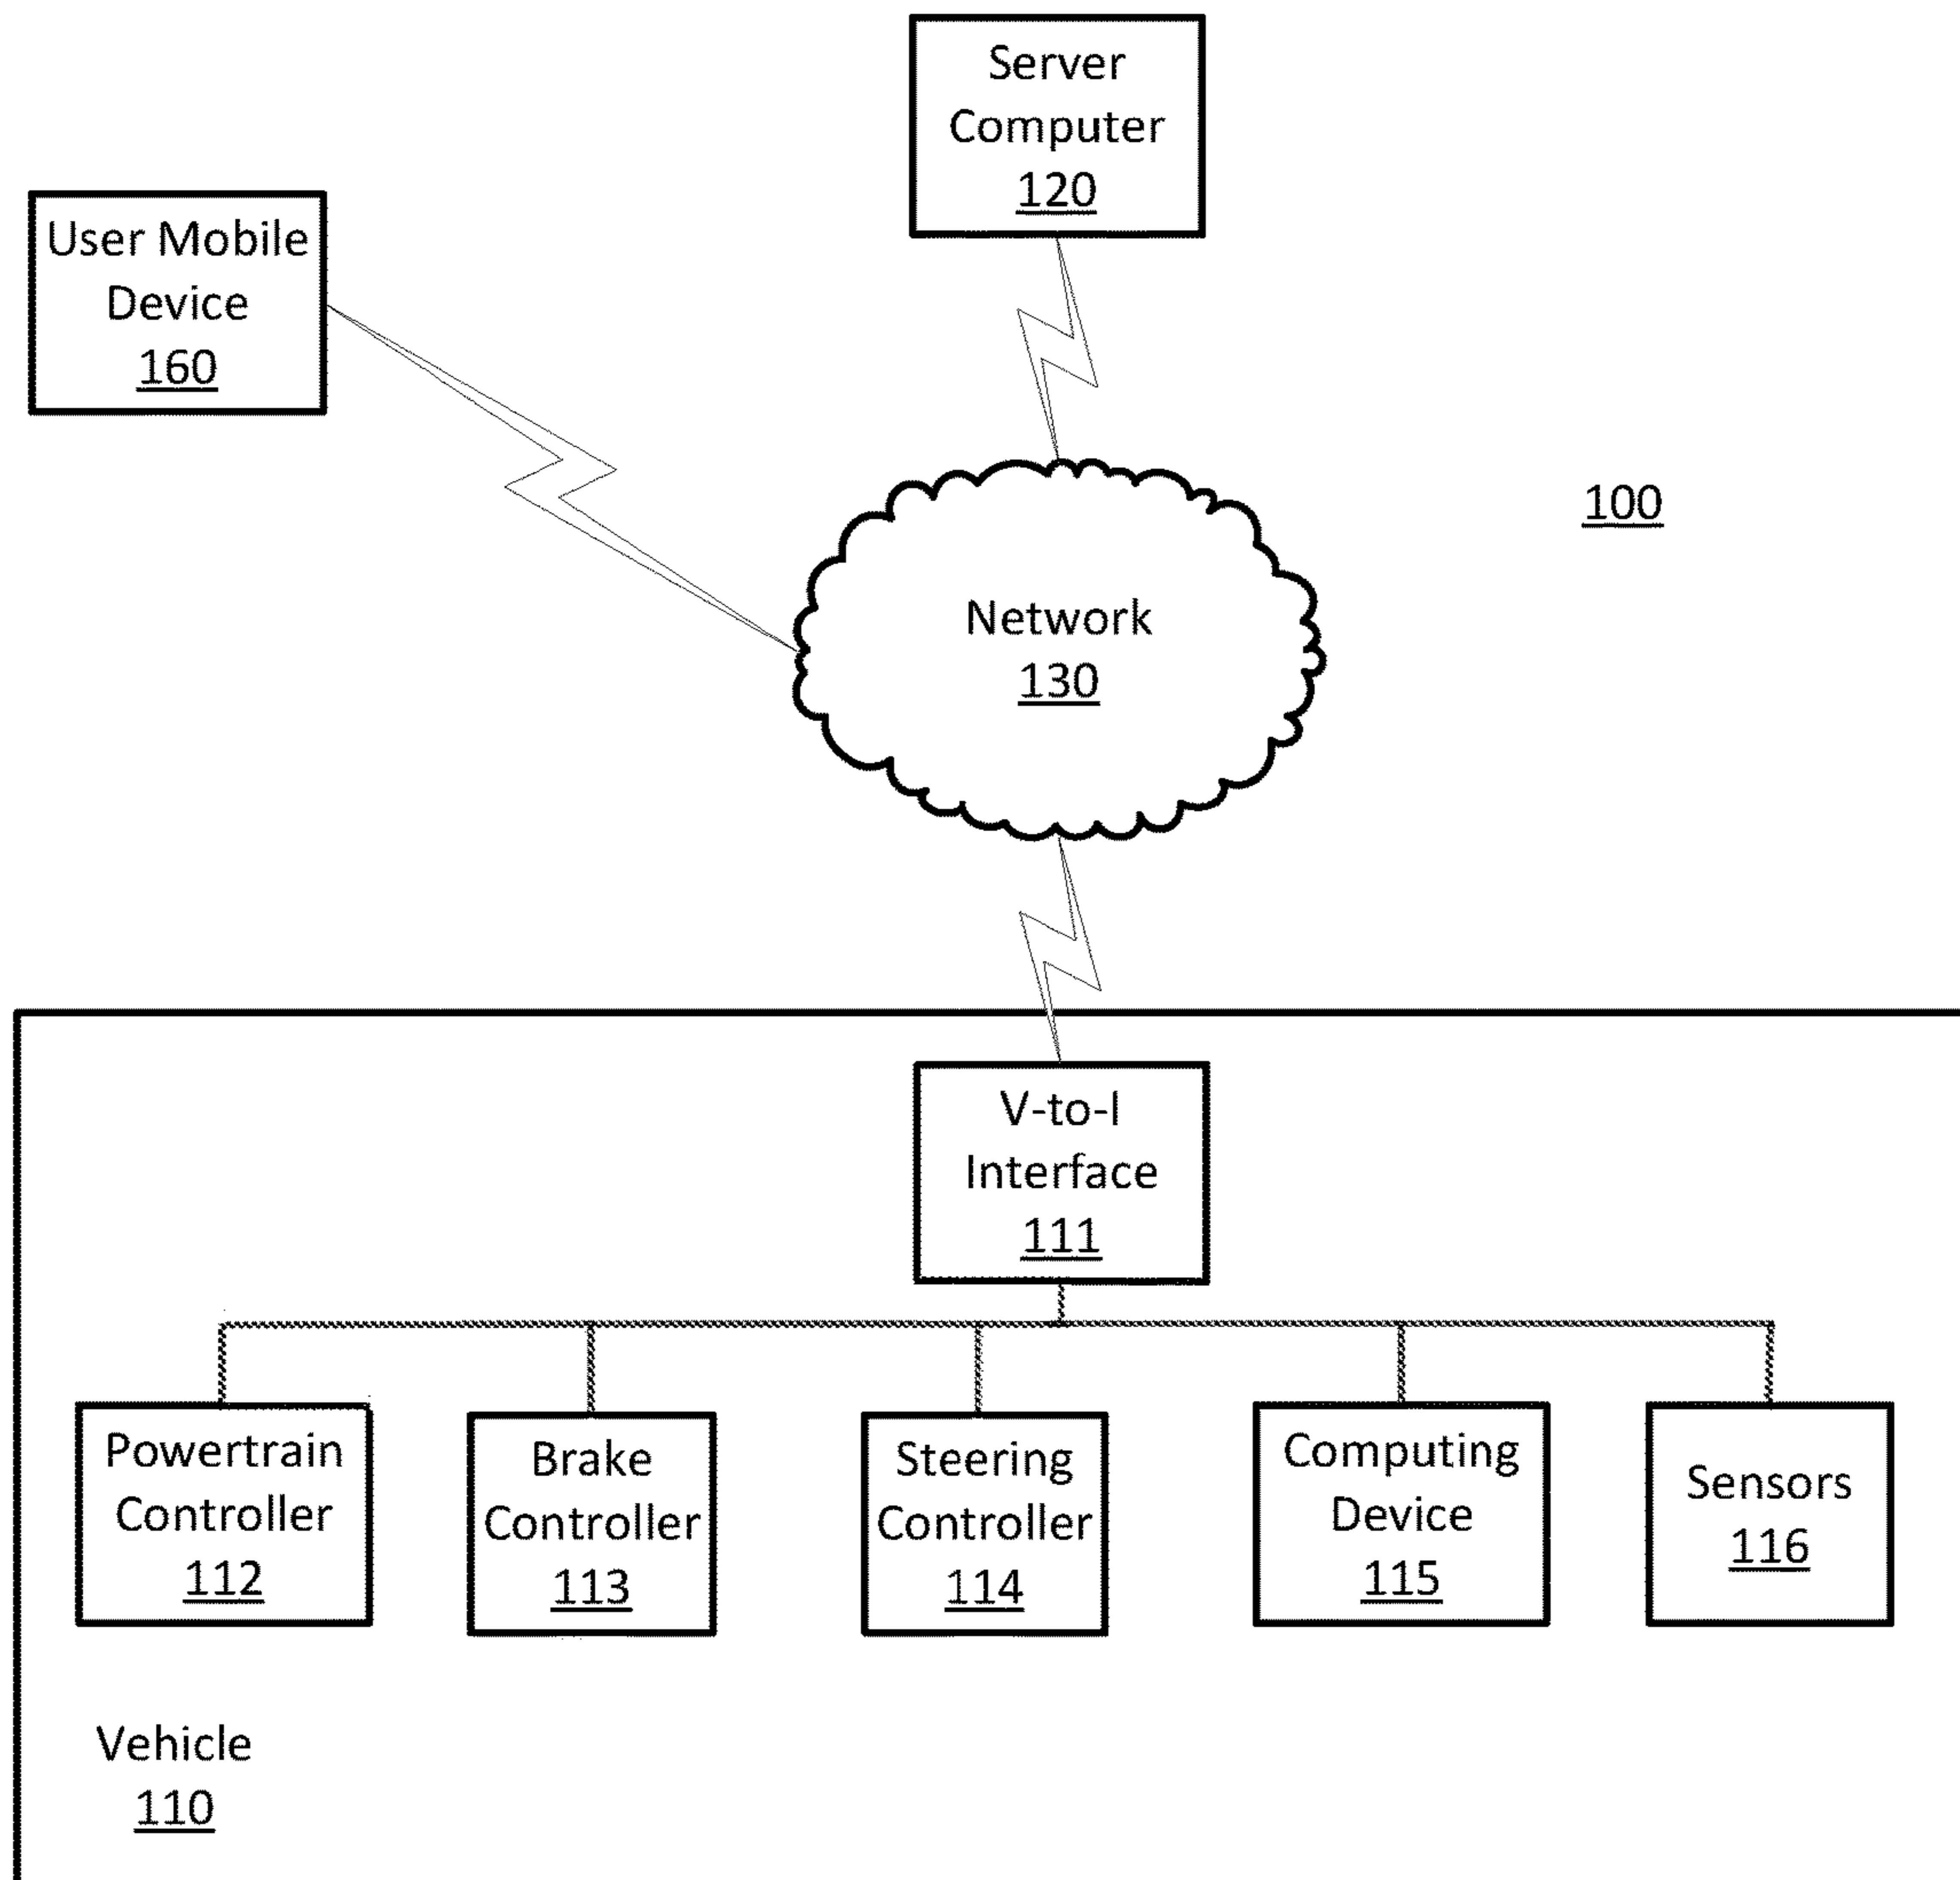 Server
Computer
120
User Mobile
Device
160
100
Network
130
V-to-I
Interface
111
Powertrain
Controller
112
Brake
Controller
113
Steering
Controller
114
Computing
Device
115
Sensors
116
Vehicle
110